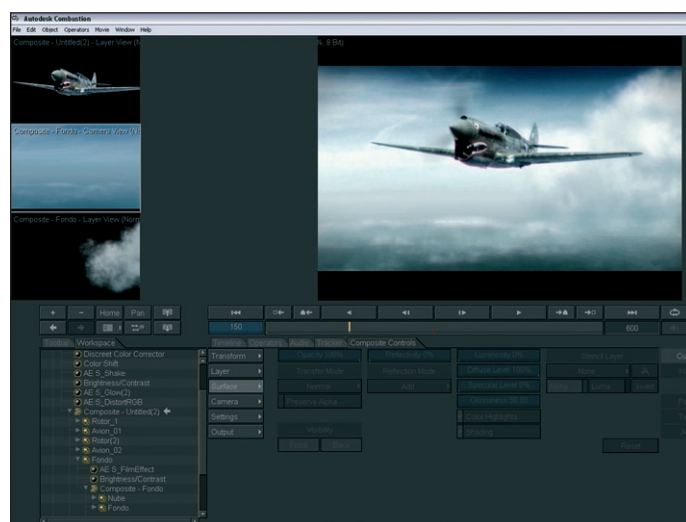 Autodesk Combustion
File Edit Object Operators Movie Window Help
Composite - Untitled(2) - Layer View (N
N, 8 Bit)
Composite - Fondo - Camera View (No
Composite - Fondo - Layer View (Norm
+ - Home Pan
150
600
Toolbar Workspace
Timeline Operators Audio Tracker Composite Controls
Discreet Color Corrector
Color Shift
AE S_Shake
Brightness/Contrast
AE S_Glow(2)
AE S_DistortRGB
Composite - Untitled(2)
Rotor_1
Avion_01
Rotor(2)
Avion_02
Fondo
AE S_FilmEffect
Brightness/Contrast
Composite - Fondo
Nube
Fondo
Transform
Layer
Surface
Camera
Settings
Output
Opacity 100%
Transfer Mode
Normal
Preserve Alpha
Visibility
Front Back
Reflectivity 0%
Reflection Mode
Add
Luminosity 0%
Diffuse Level 100%
Specular Level 0%
Glossiness 50.00
Color Highlights
Shading
Stencil Layer
None
Luma Invert
Reset
Cu